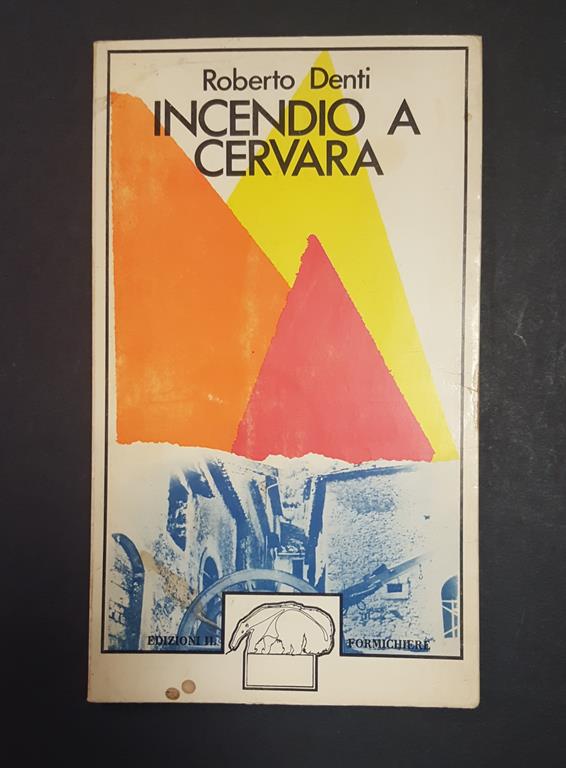 Roberto Denti
INCENDIO A
CERVARA
EDIZIONI IL FORMICHIERE